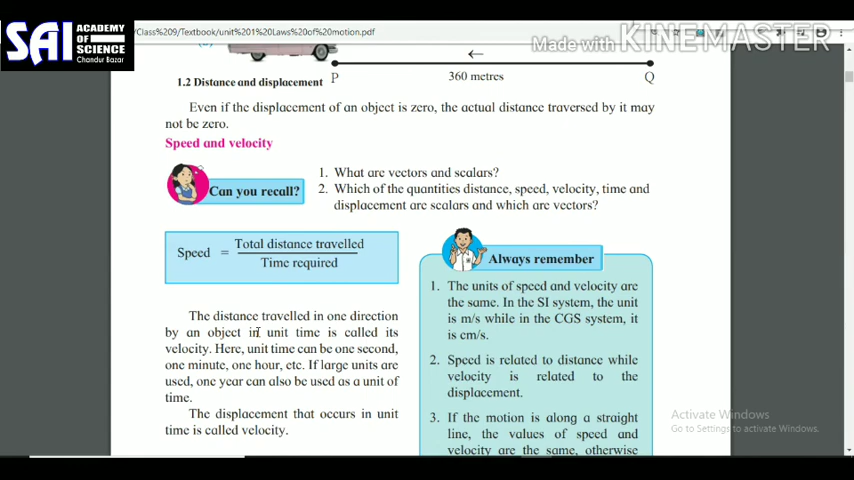 /Class%209/Textbook/unit%201%20Laws%20of%20motion.pdf
SAI ACADEMY OF SCIENCE
Chandur Bazar
Made with KINEMASTER
←
1.2 Distance and displacement P 360 metres Q
Even if the displacement of an object is zero, the actual distance traversed by it may
not be zero.
Speed and velocity
Can you recall?
1. What are vectors and scalars?
2. Which of the quantities distance, speed, velocity, time and
displacement are scalars and which are vectors?
Speed = Total distance travelled
Time required
The distance travelled in one direction
by an object in unit time is called its
velocity. Here, unit time can be one second,
one minute, one hour, etc. If large units are
used, one year can also be used as a unit of
time.
The displacement that occurs in unit
time is called velocity.
Always remember
1. The units of speed and velocity are
the same. In the SI system, the unit
is m/s while in the CGS system, it
is cm/s.
2. Speed is related to distance while
velocity is related to the
displacement.
3. If the motion is along a straight
line, the values of speed and
velocity are the same, otherwise
Activate Windows
Go to Settings to activate Windows.